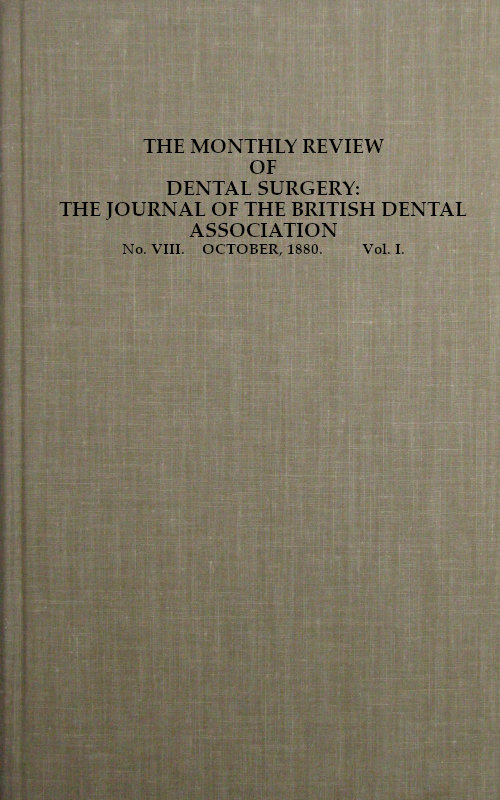 THE MONTHLY REVIEW
OF
DENTAL SURGERY:
THE JOURNAL OF THE BRITISH DENTAL
ASSOCIATION
No. VIII. OCTOBER, 1880. Vol. I.